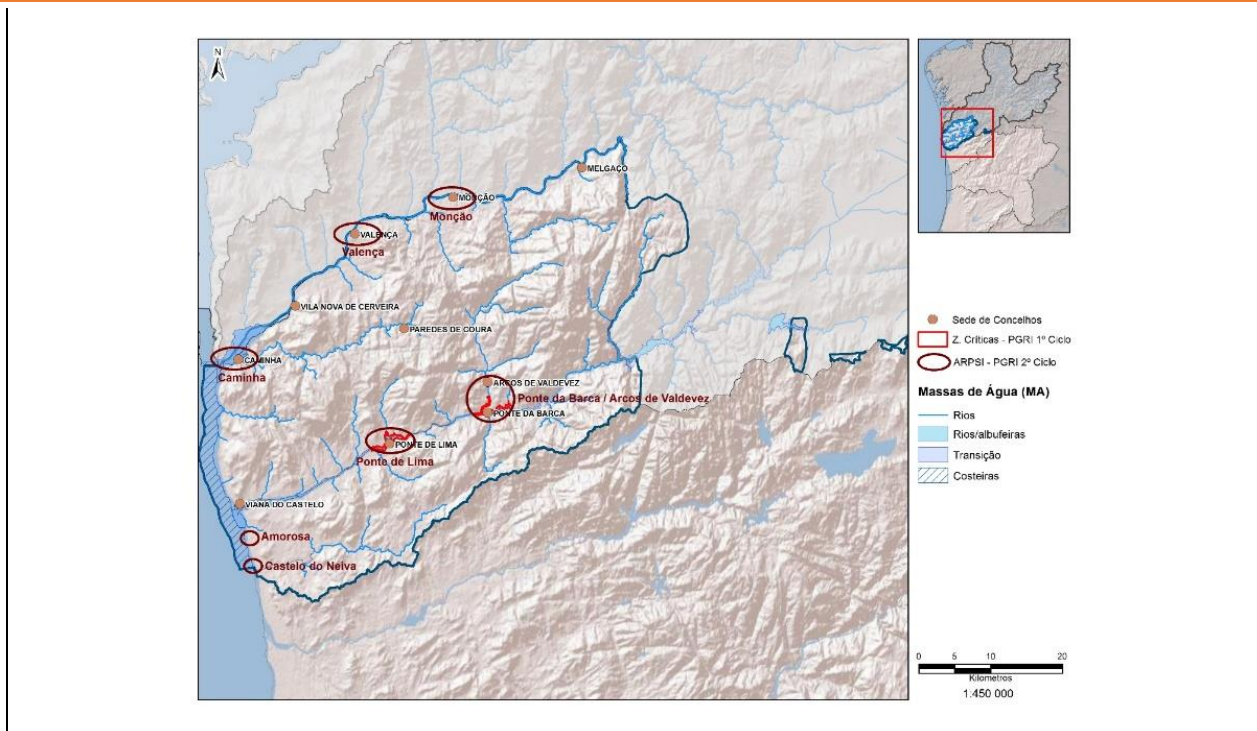 N
MELGAÇO
MONÇÃO
Monção
VALENÇA
Valença
VILA NOVA DE CERVEIRA
PAREDES DE COURA
CAMINHA
Caminha
ARCOS DE VALDEVEZ
Ponte da Barca / Arcos de Valdevez
PONTE DA BARCA
PONTE DE LIMA
Ponte de Lima
VIANA DO CASTELO
Amorosa
Castelo do Neiva
Sede de Concelhos
Z. Críticas - PGRI 1º Ciclo
ARPSI - PGRI 2º Ciclo
Massas de Água (MA)
Rios
Rios/albufeiras
Transição
Costeiras
0 5 10 20
Kilometros
1:450 000